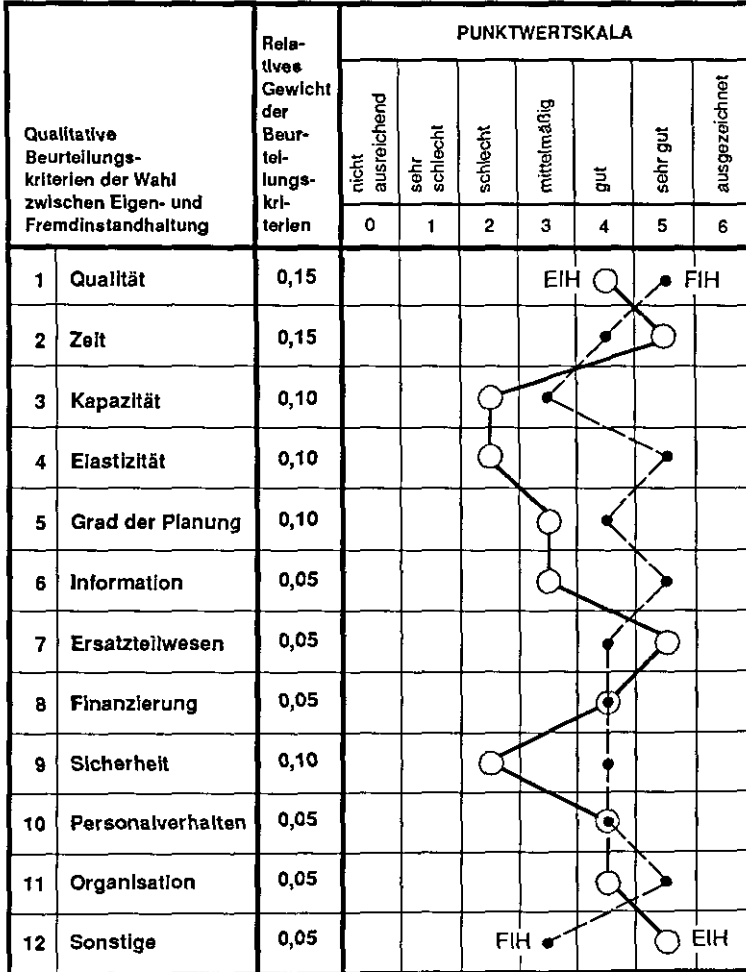 PUNKTWERTSKALA
Qualitative
Beurteilungs-
kriterien der Wahl
zwischen Eigen- und
Fremdinstandhaltung
Rela-
tives
Gewicht
der
Beur-
tei-
lungs-
kri-
terien
nicht
ausreichend
sehr
schlecht
schlecht
mittelmäßig
gut
sehr gut
ausgezeichnet
0 1 2 3 4 5 6
1 Qualität 0,15 EIH FIH
2 Zeit 0,15
3 Kapazität 0,10
4 Elastizität 0,10
5 Grad der Planung 0,10
6 Information 0,05
7 Ersatzteilwesen 0,05
8 Finanzierung 0,05
9 Sicherheit 0,10
10 Personalverhalten 0,05
11 Organisation 0,05
12 Sonstige 0,05 FIH EIH